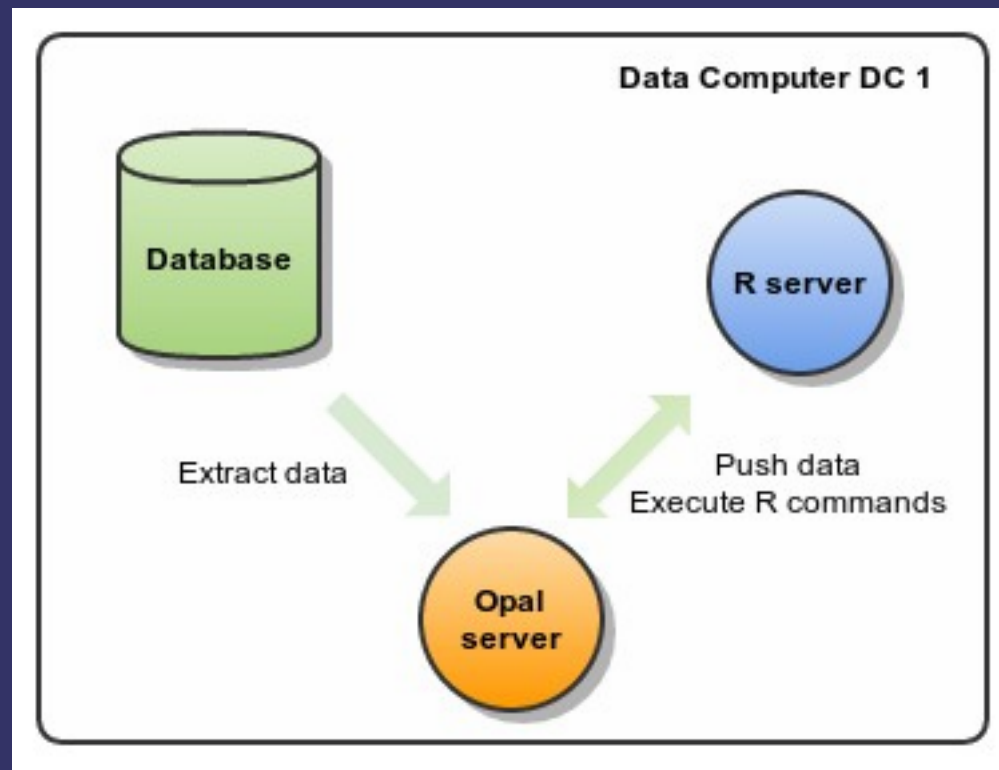 Data Computer DC 1
Database
R server
Extract data
Push data
Execute R commands
Opal
server